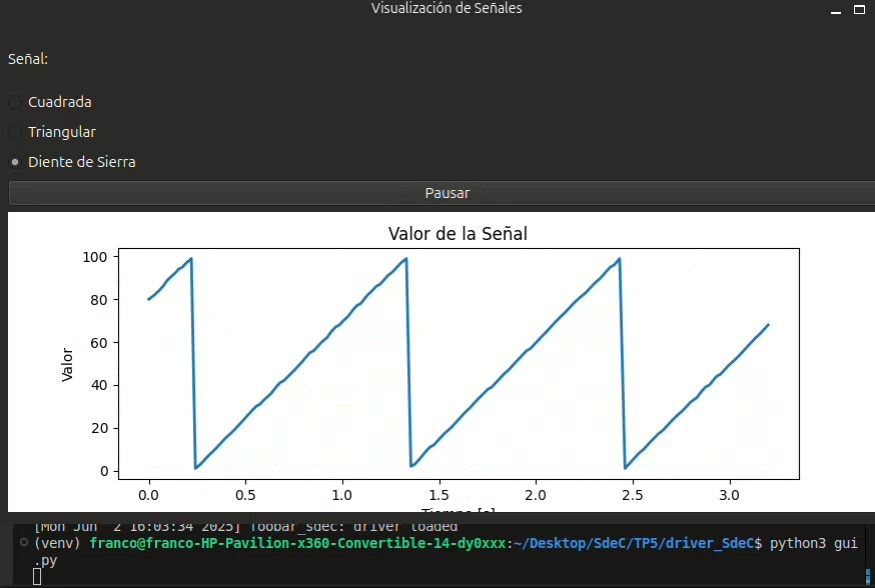 Visualización de Señales
Señal:
Cuadrada
Triangular
Diente de Sierra
Pausar
Valor de la Señal
100
80
60
40
20
0
Valor
0.0 0.5 1.0 1.5 2.0 2.5 3.0
Tiempo [s]
[Mon Jun 2 16:03:34 2025] foobar_sdec: driver loaded
(venv) franco@franco-HP-Pavilion-x360-Convertible-14-dy0xxx:~/Desktop/SdeC/TP5/driver_SdeC$ python3 gui
.py